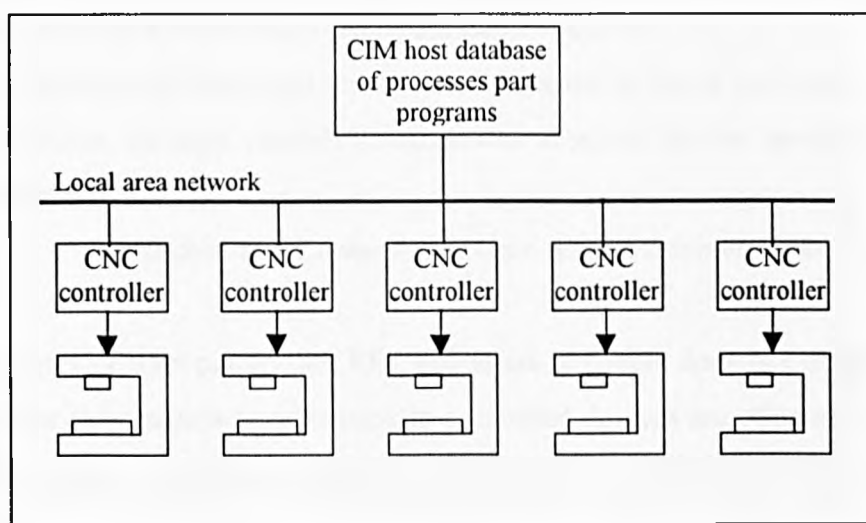 CIM host database
of processes part
programs
Local area network
CNC
controller
CNC
controller
CNC
controller
CNC
controller
CNC
controller